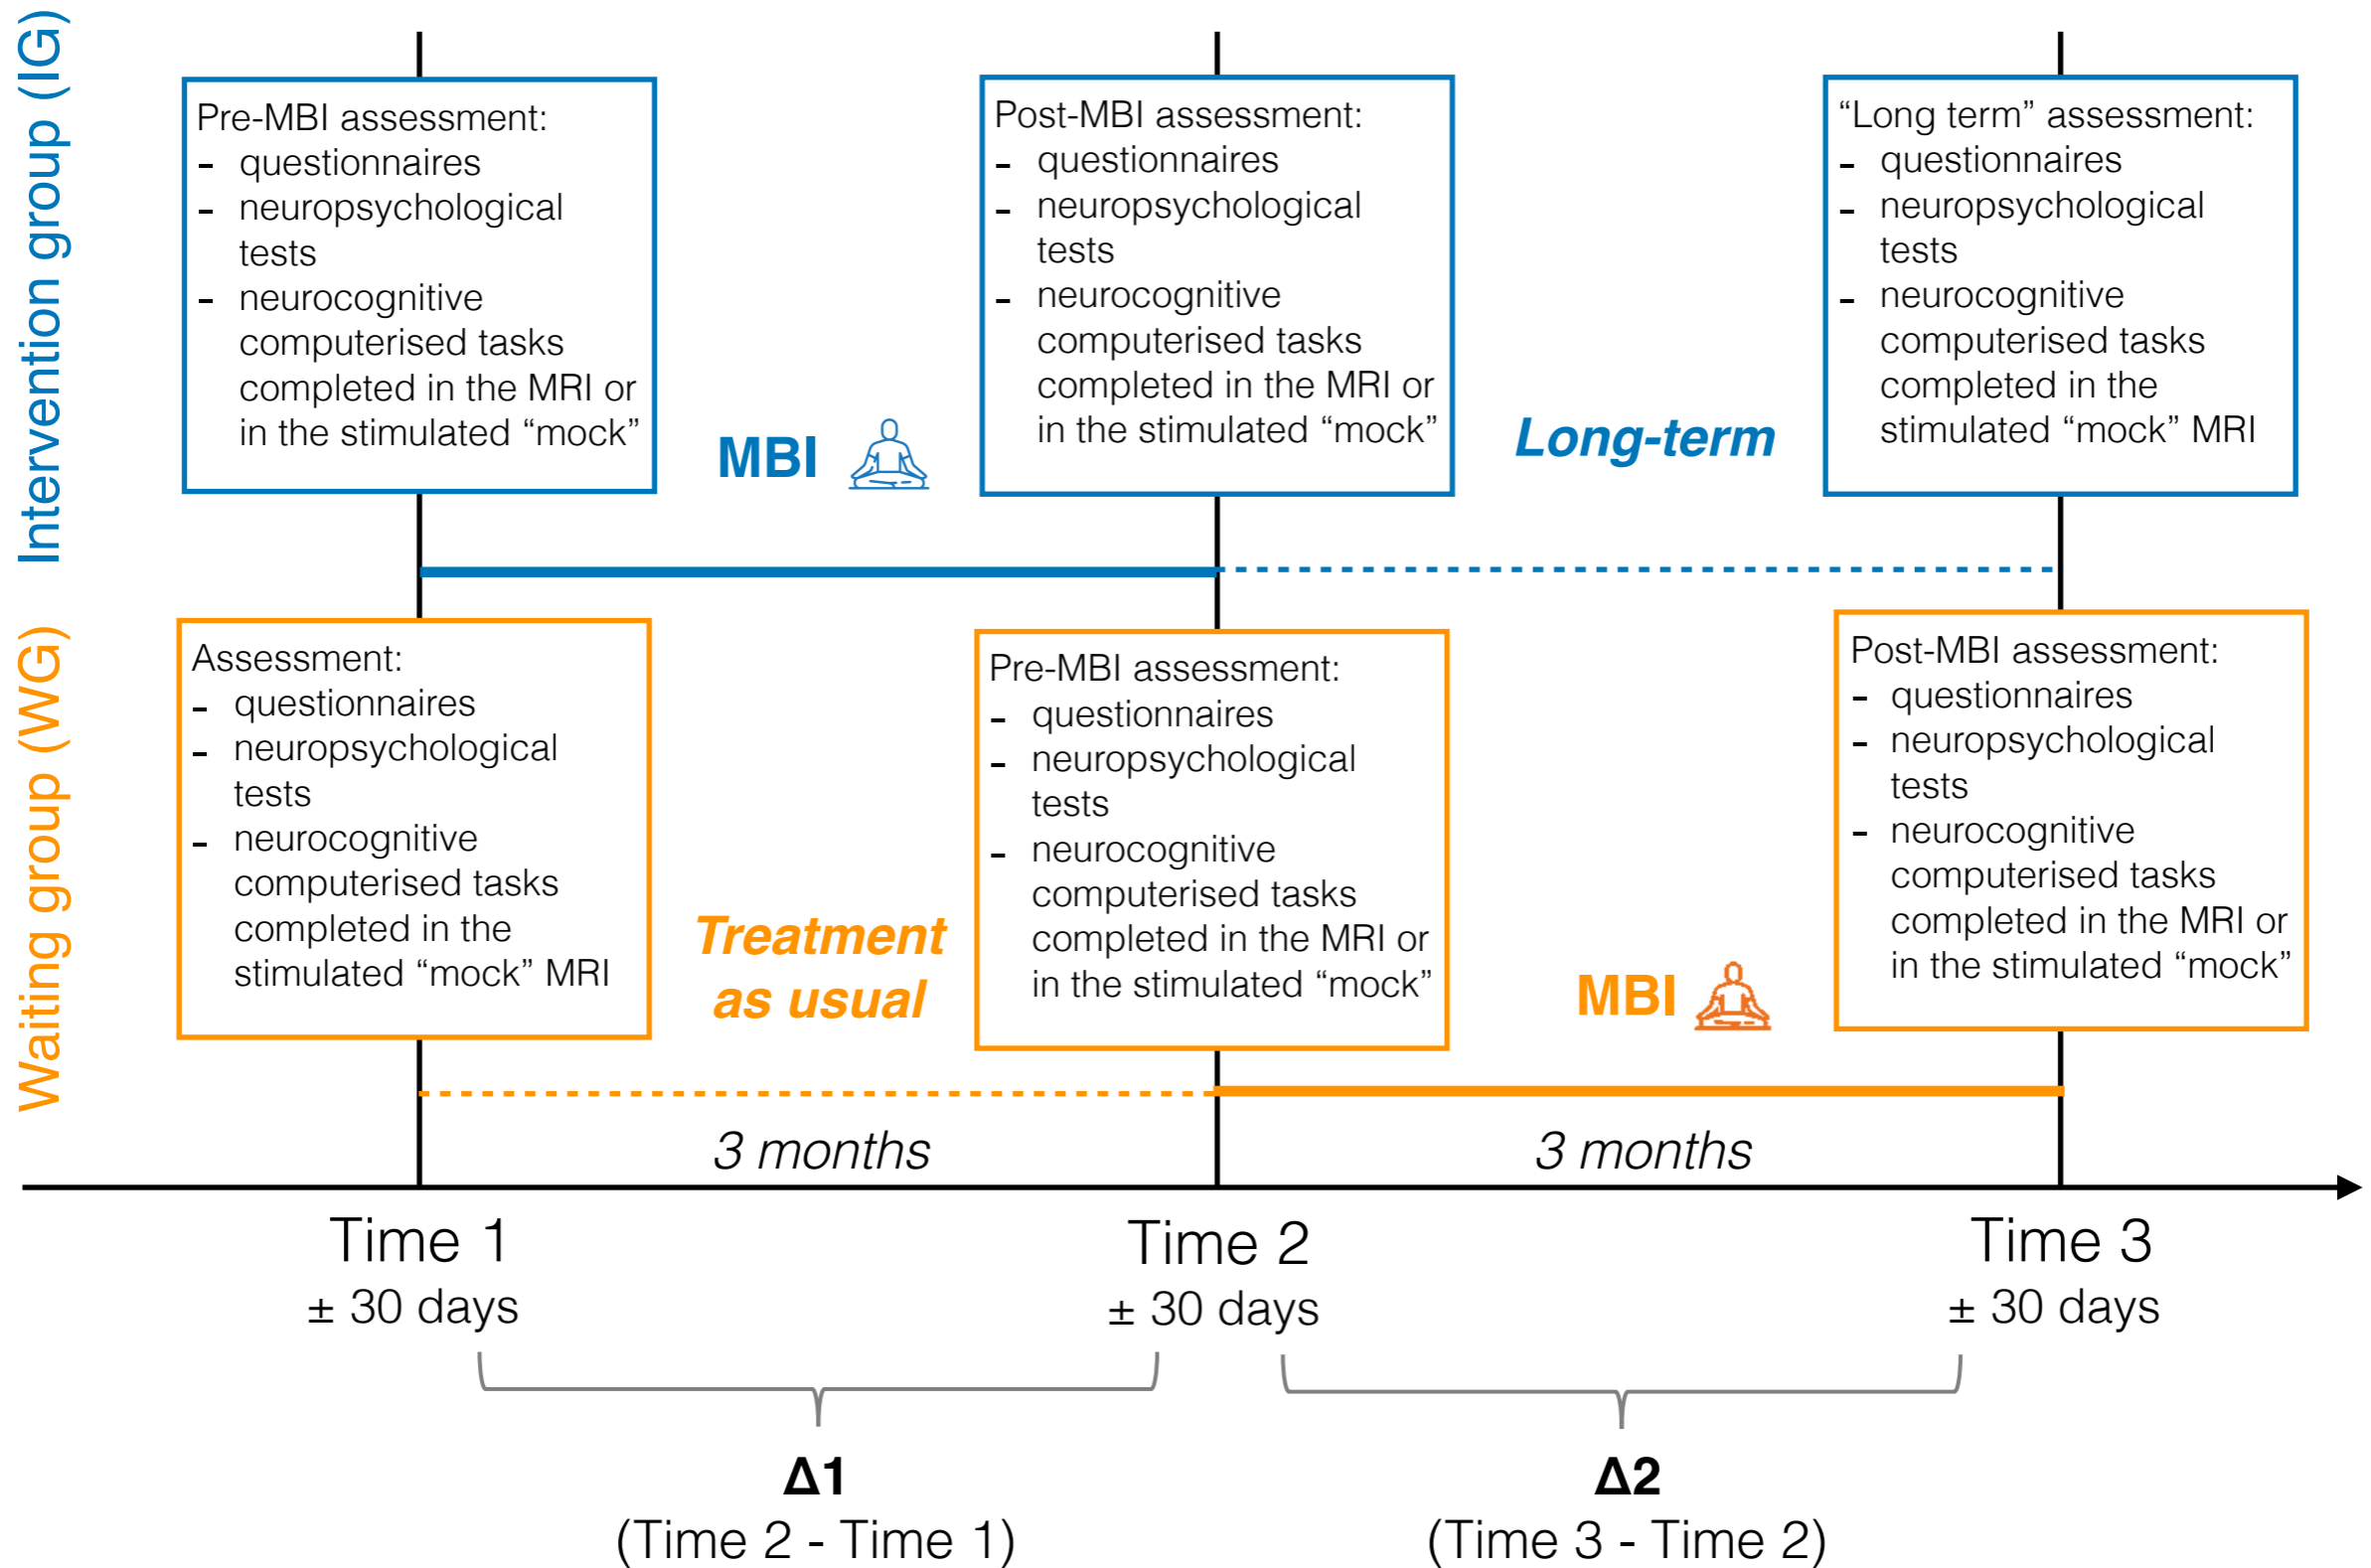 Intervention group (IG)
Pre-MBI assessment:
- questionnaires
- neuropsychological
tests
- neurocognitive
computerised tasks
completed in the MRI or
in the stimulated “mock”
MBI
Post-MBI assessment:
- questionnaires
- neuropsychological
tests
- neurocognitive
computerised tasks
completed in the MRI or
in the stimulated “mock”
Long-term
“Long term” assessment:
- questionnaires
- neuropsychological
tests
- neurocognitive
computerised tasks
completed in the
stimulated “mock” MRI
Waiting group (WG)
Assessment:
- questionnaires
- neuropsychological
tests
- neurocognitive
computerised tasks
completed in the
stimulated “mock” MRI
Treatment
as usual
Pre-MBI assessment:
- questionnaires
- neuropsychological
tests
- neurocognitive
computerised tasks
completed in the MRI or
in the stimulated “mock”
MBI
Post-MBI assessment:
- questionnaires
- neuropsychological
tests
- neurocognitive
computerised tasks
completed in the MRI or
in the stimulated “mock”
3 months
3 months
Time 1
± 30 days
Time 2
± 30 days
Time 3
± 30 days
Δ1
(Time 2 - Time 1)
Δ2
(Time 3 - Time 2)